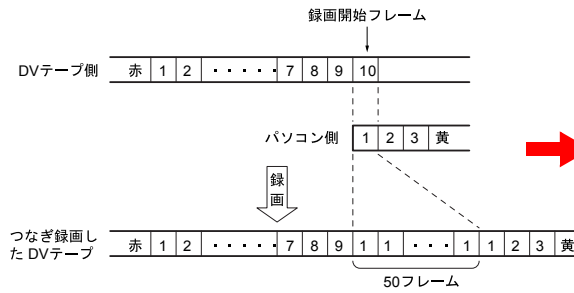 録画開始フレーム
DVテープ側 赤 1 2 ・・・・・ 7 8 9 10
パソコン側 1 2 3 黄
録画
つなぎ録画し
た DVテープ
赤 1 2 ・・・・・ 7 8 9 1 1 ・・・ 1 1 2 3 黄
50フレーム